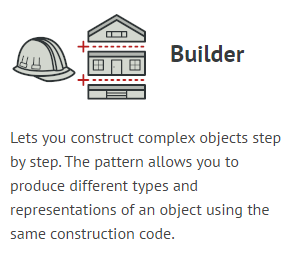 Builder
Lets you construct complex objects step
by step. The pattern allows you to
produce different types and
representations of an object using the
same construction code.